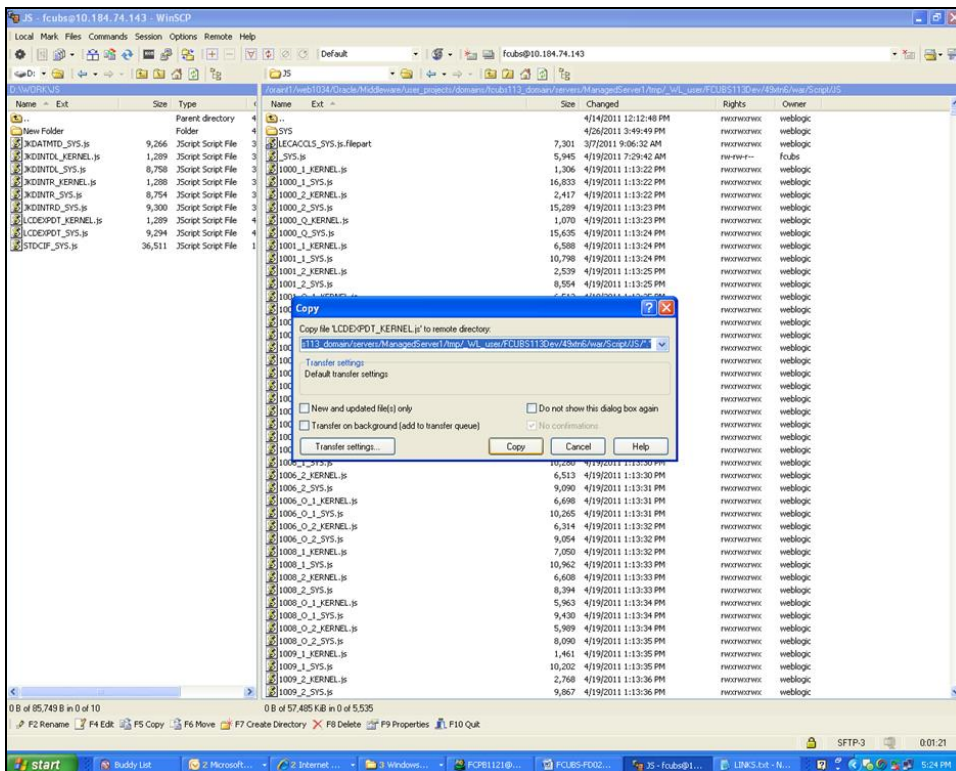 JS - fcubs@10.184.74.143 - WinSCP
Local Mark Files Commands Session Options Remote Help
Default fcubs@10.184.74.143
D: JS
D:\WORK\JS
Name Ext Size Type
.. Parent directory
New Folder Folder
JKDATMTD_SYS.js 9,266 JScript Script File
JKDINTDL_KERNEL.js 1,289 JScript Script File
JKDINTDL_SYS.js 8,758 JScript Script File
JKDINTR_KERNEL.js 1,288 JScript Script File
JKDINTR_SYS.js 8,754 JScript Script File
JKDINTRD_SYS.js 9,300 JScript Script File
LCDEXPDT_KERNEL.js 1,289 JScript Script File
LCDEXPDT_SYS.js 9,294 JScript Script File
STDCIF_SYS.js 36,511 JScript Script File
/oraint1/web1034/Oracle/Middleware/user_projects/domains/fcubs113_domain/servers/ManagedServer1/tmp/_WL_user/FCUBS113Dev/49xtn6/war/Script/JS
Name Ext Size Changed Rights Owner
.. 4/14/2011 12:12:48 PM rwxrwxrwx weblogic
SYS 4/26/2011 3:49:49 PM rwxrwxrwx weblogic
LECACCLS_SYS.js.filepart 7,301 3/7/2011 9:06:32 AM rwxrwxrwx weblogic
_SYS.js 5,945 4/19/2011 7:29:42 AM rw-rw-r-- fcubs
1000_1_KERNEL.js 1,306 4/19/2011 1:13:22 PM rwxrwxrwx weblogic
1000_1_SYS.js 16,833 4/19/2011 1:13:22 PM rwxrwxrwx weblogic
1000_2_KERNEL.js 2,417 4/19/2011 1:13:22 PM rwxrwxrwx weblogic
1000_2_SYS.js 15,289 4/19/2011 1:13:23 PM rwxrwxrwx weblogic
1000_Q_KERNEL.js 1,070 4/19/2011 1:13:23 PM rwxrwxrwx weblogic
1000_Q_SYS.js 15,635 4/19/2011 1:13:24 PM rwxrwxrwx weblogic
1001_1_KERNEL.js 6,588 4/19/2011 1:13:24 PM rwxrwxrwx weblogic
1001_1_SYS.js 10,798 4/19/2011 1:13:24 PM rwxrwxrwx weblogic
1001_2_KERNEL.js 2,539 4/19/2011 1:13:25 PM rwxrwxrwx weblogic
1001_2_SYS.js 8,554 4/19/2011 1:13:25 PM rwxrwxrwx weblogic
Copy
Copy file 'LCDEXPDT_KERNEL.js' to remote directory:
s113_domain/servers/ManagedServer1/tmp/_WL_user/FCUBS113Dev/49xtn6/war/Script/JS/*.*
Transfer settings
Default transfer settings
New and updated file(s) only Do not show this dialog box again
Transfer on background (add to transfer queue) No confirmations
Transfer settings... Copy Cancel Help
1006_2_KERNEL.js 6,513 4/19/2011 1:13:30 PM rwxrwxrwx weblogic
1006_2_SYS.js 9,090 4/19/2011 1:13:31 PM rwxrwxrwx weblogic
1006_O_1_KERNEL.js 6,698 4/19/2011 1:13:31 PM rwxrwxrwx weblogic
1006_O_1_SYS.js 10,265 4/19/2011 1:13:31 PM rwxrwxrwx weblogic
1006_O_2_KERNEL.js 6,314 4/19/2011 1:13:32 PM rwxrwxrwx weblogic
1006_O_2_SYS.js 9,054 4/19/2011 1:13:32 PM rwxrwxrwx weblogic
1008_1_KERNEL.js 7,050 4/19/2011 1:13:32 PM rwxrwxrwx weblogic
1008_1_SYS.js 10,962 4/19/2011 1:13:33 PM rwxrwxrwx weblogic
1008_2_KERNEL.js 6,608 4/19/2011 1:13:33 PM rwxrwxrwx weblogic
1008_2_SYS.js 8,394 4/19/2011 1:13:33 PM rwxrwxrwx weblogic
1008_O_1_KERNEL.js 5,963 4/19/2011 1:13:34 PM rwxrwxrwx weblogic
1008_O_1_SYS.js 9,430 4/19/2011 1:13:34 PM rwxrwxrwx weblogic
1008_O_2_KERNEL.js 5,989 4/19/2011 1:13:34 PM rwxrwxrwx weblogic
1008_O_2_SYS.js 8,090 4/19/2011 1:13:35 PM rwxrwxrwx weblogic
1009_1_KERNEL.js 1,461 4/19/2011 1:13:35 PM rwxrwxrwx weblogic
1009_1_SYS.js 10,202 4/19/2011 1:13:35 PM rwxrwxrwx weblogic
1009_2_KERNEL.js 2,768 4/19/2011 1:13:36 PM rwxrwxrwx weblogic
1009_2_SYS.js 9,867 4/19/2011 1:13:36 PM rwxrwxrwx weblogic
0 B of 85,749 B in 0 of 10 0 B of 57,485 KiB in 0 of 5,535
F2 Rename F4 Edit F5 Copy F6 Move F7 Create Directory F8 Delete F9 Properties F10 Quit
SFTP-3 0:01:21
start Buddy List 2 Microsoft... 2 Internet ... 3 Windows... FCPB1121@... FCUBS-FD02... JS - fcubs@1... LINKS.txt - N... 5:24 PM